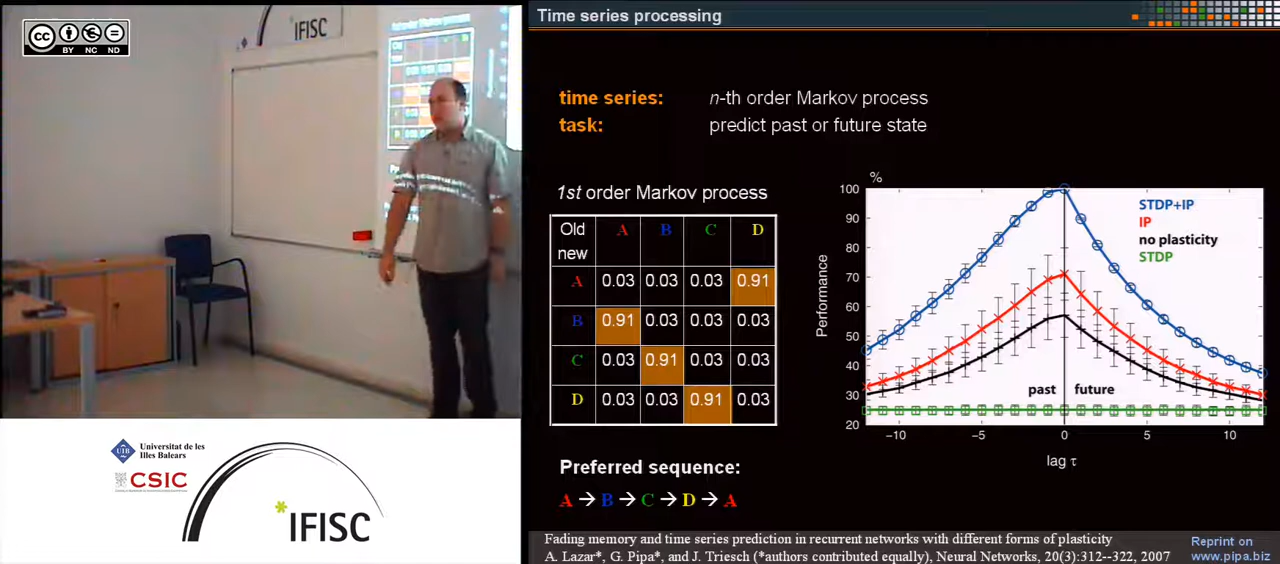 cc BY NC ND
IFISC
Time series processing
time series: n-th order Markov process
task: predict past or future state
1st order Markov process
Old new A B C D
A 0.03 0.03 0.03 0.91
B 0.91 0.03 0.03 0.03
C 0.03 0.91 0.03 0.03
D 0.03 0.03 0.91 0.03
Preferred sequence:
A → B → C → D → A
%
100
90
80
70
60
50
40
30
20
Performance
STDP+IP
IP
no plasticity
STDP
past future
−10 −5 0 5 10
lag τ
UIB Universitat de les
Illes Balears
CSIC
*IFISC
Fading memory and time series prediction in recurrent networks with different forms of plasticity
A. Lazar*, G. Pipa*, and J. Triesch (*authors contributed equally), Neural Networks, 20(3):312--322, 2007
Reprint on
www.pipa.biz